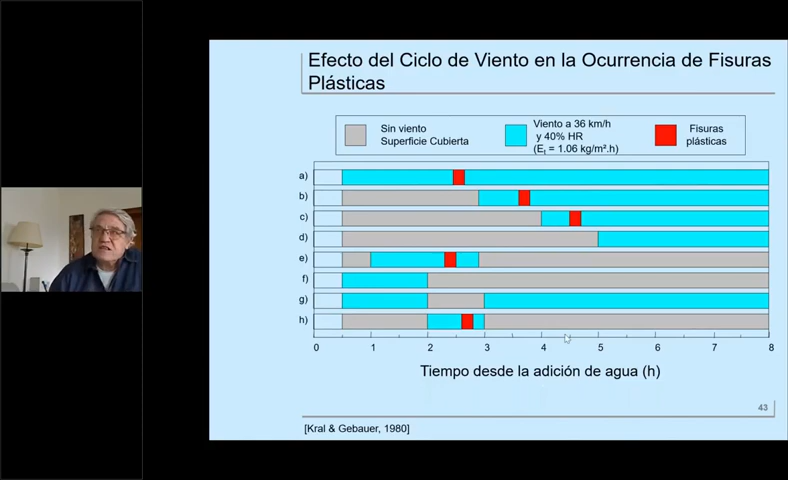 Efecto del Ciclo de Viento en la Ocurrencia de Fisuras
Plásticas
Sin viento
Superficie Cubierta
Viento a 36 km/h
y 40% HR
(Eₜ = 1.06 kg/m².h)
Fisuras
plásticas
a)
b)
c)
d)
e)
f)
g)
h)
0 1 2 3 4 5 6 7 8
Tiempo desde la adición de agua (h)
43
[Kral & Gebauer, 1980]